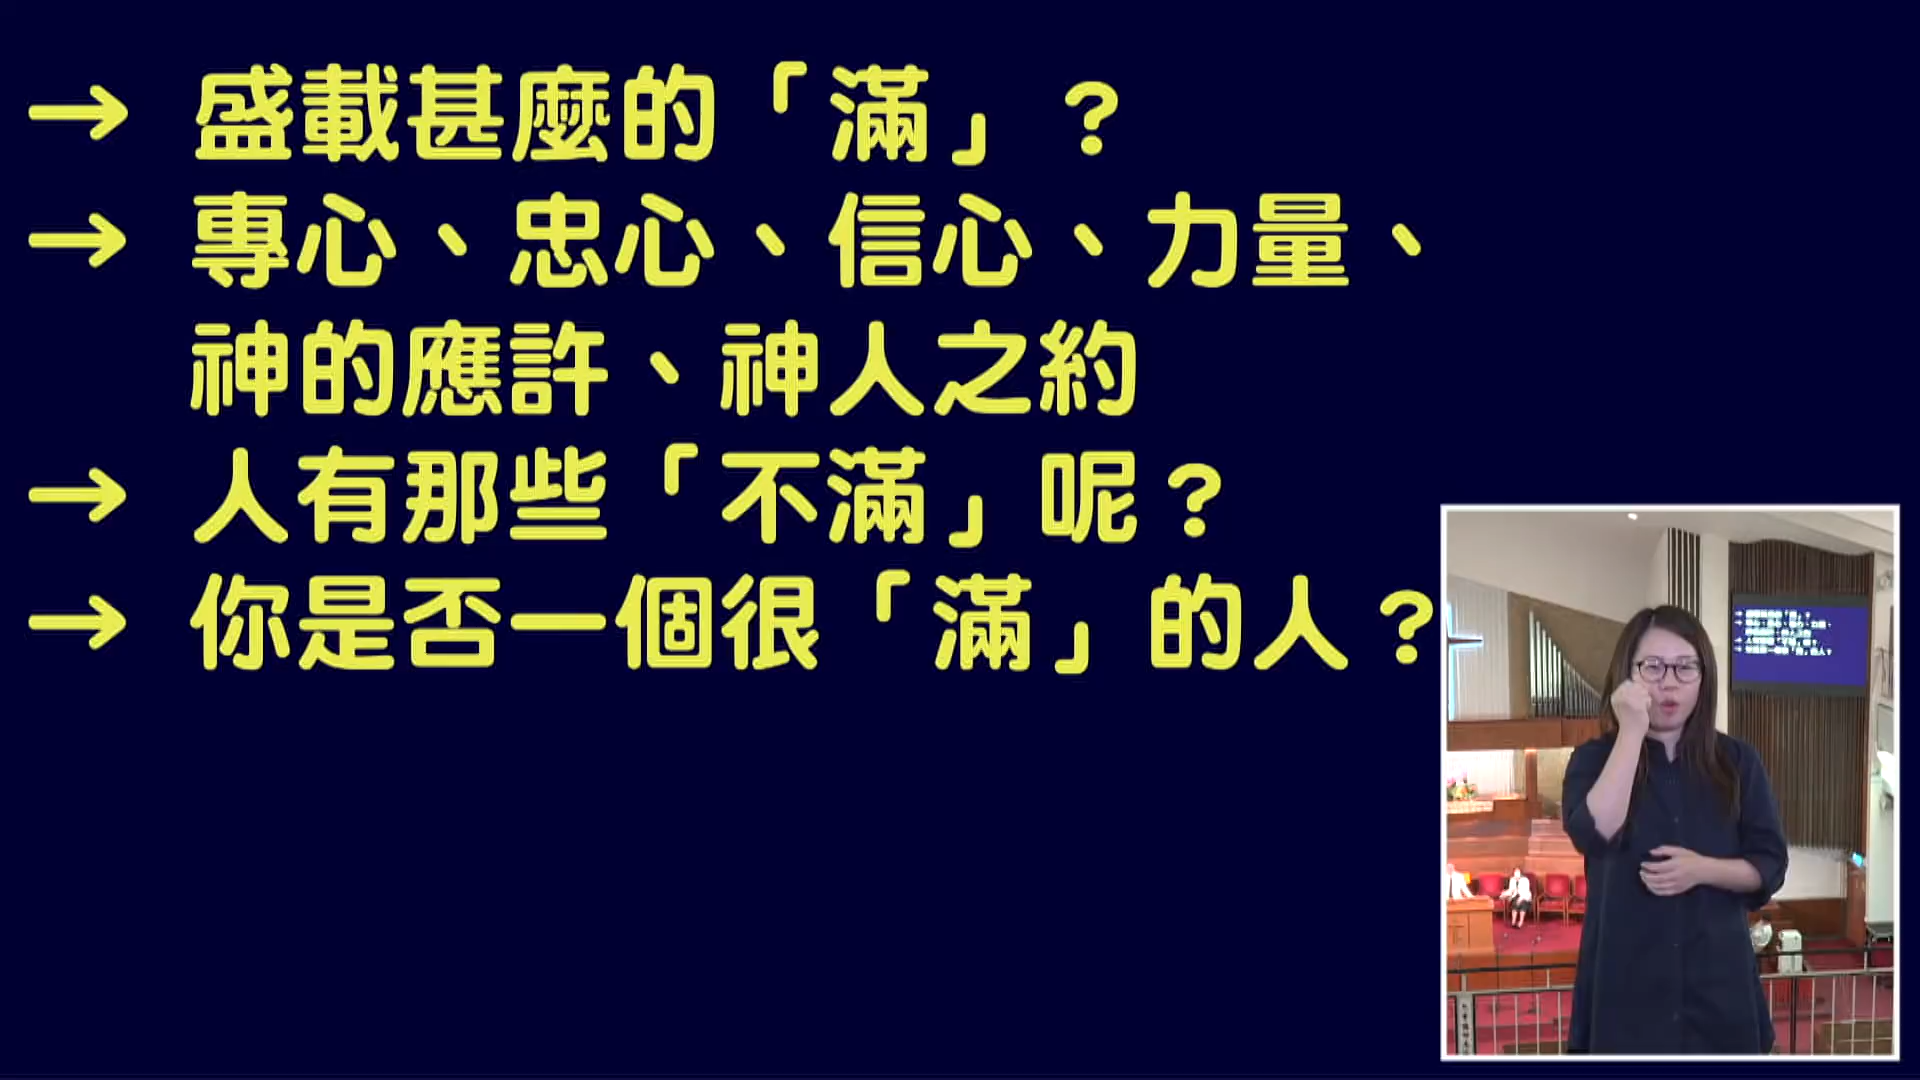 → 盛載甚麼的「滿」？
→ 專心、忠心、信心、力量、
神的應許、神人之約
→ 人有那些「不滿」呢？
→ 你是否一個很「滿」的人？